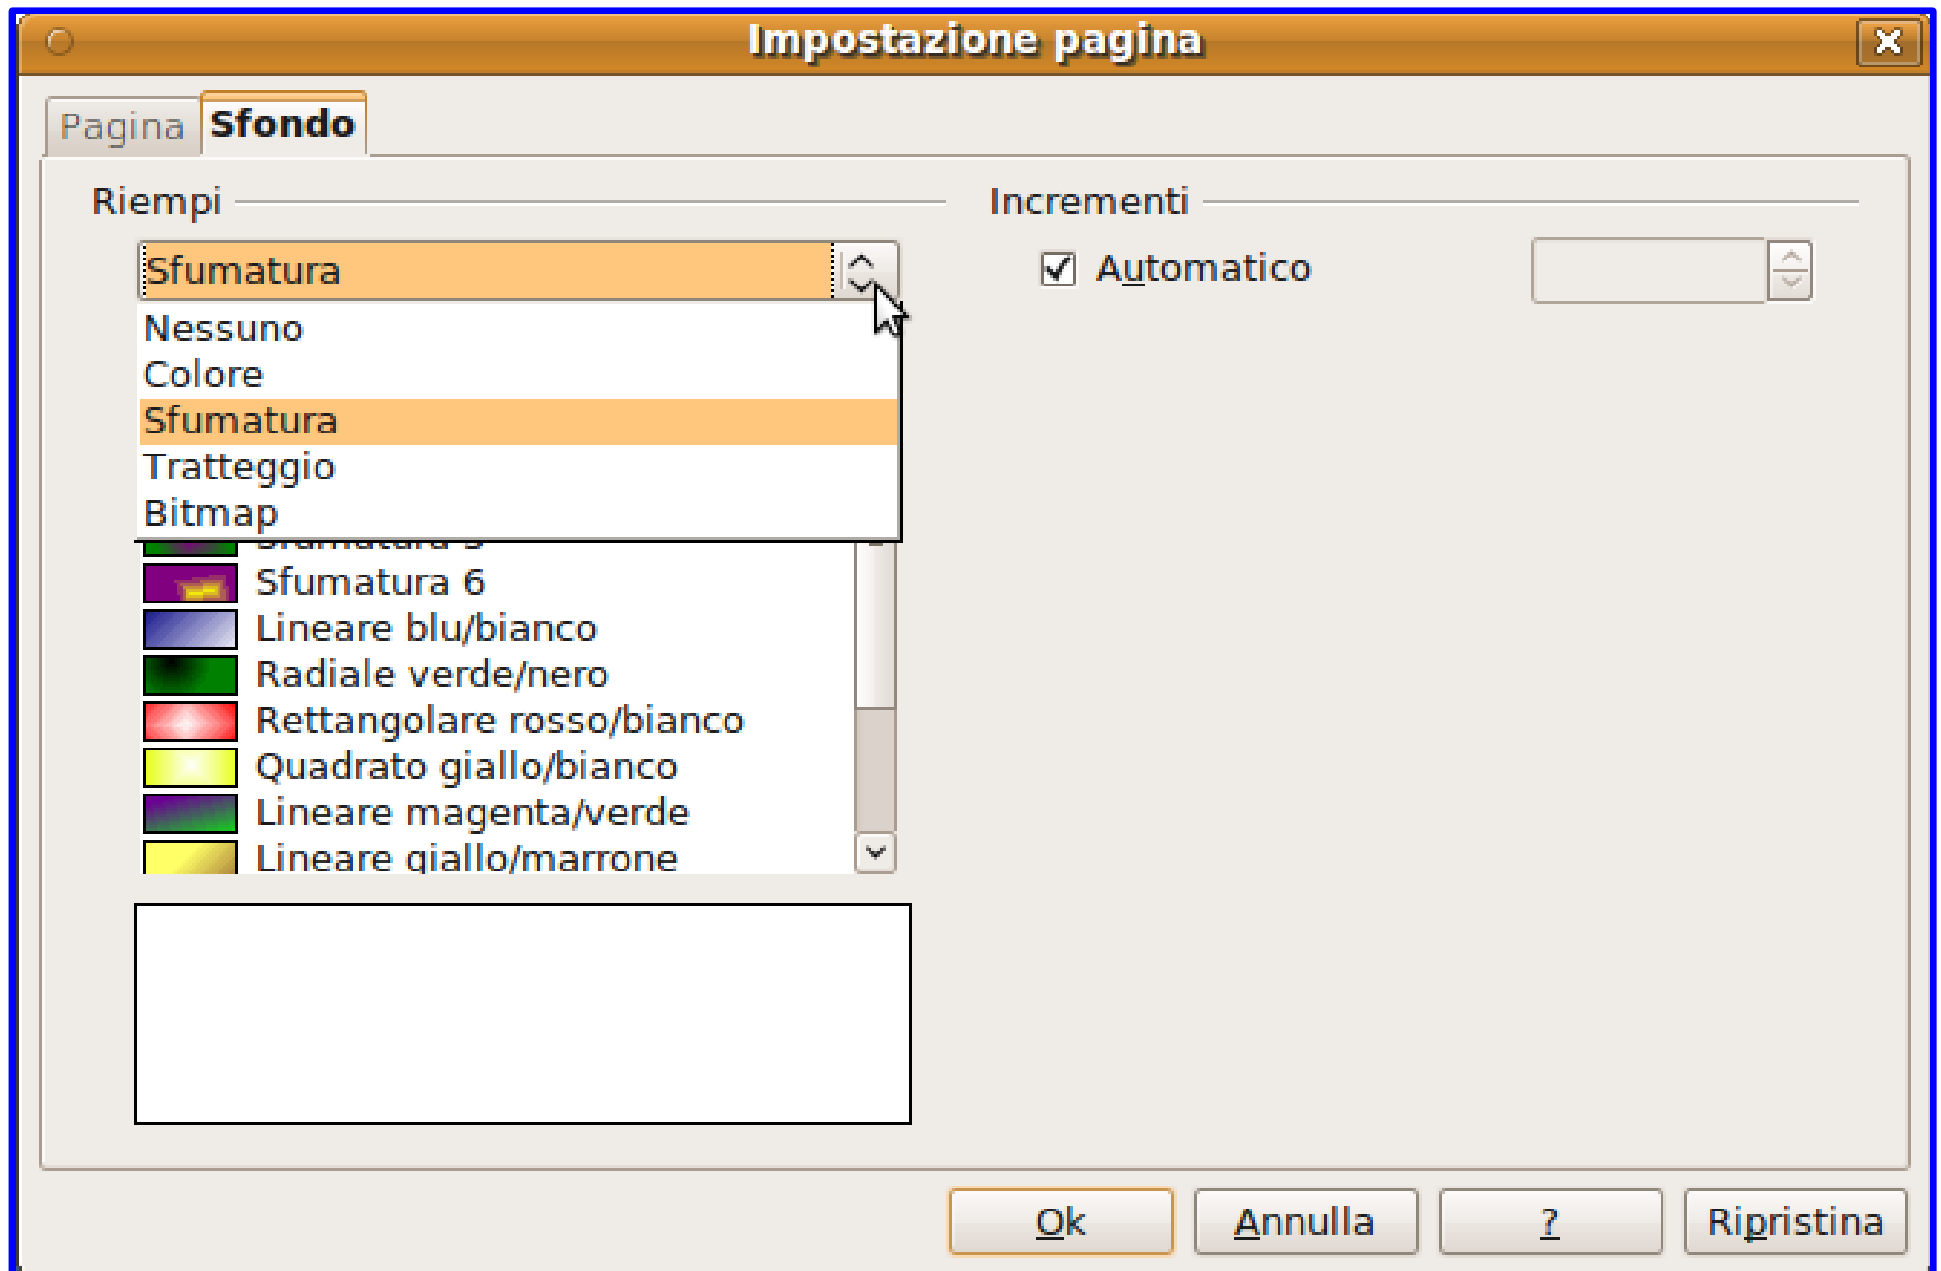 Impostazione pagina
Pagina Sfondo
Riempi
Incrementi
Sfumatura
Automatico
Nessuno
Colore
Sfumatura
Tratteggio
Bitmap
Sfumatura 6
Lineare blu/bianco
Radiale verde/nero
Rettangolare rosso/bianco
Quadrato giallo/bianco
Lineare magenta/verde
Lineare giallo/marrone
Ok Annulla ? Ripristina